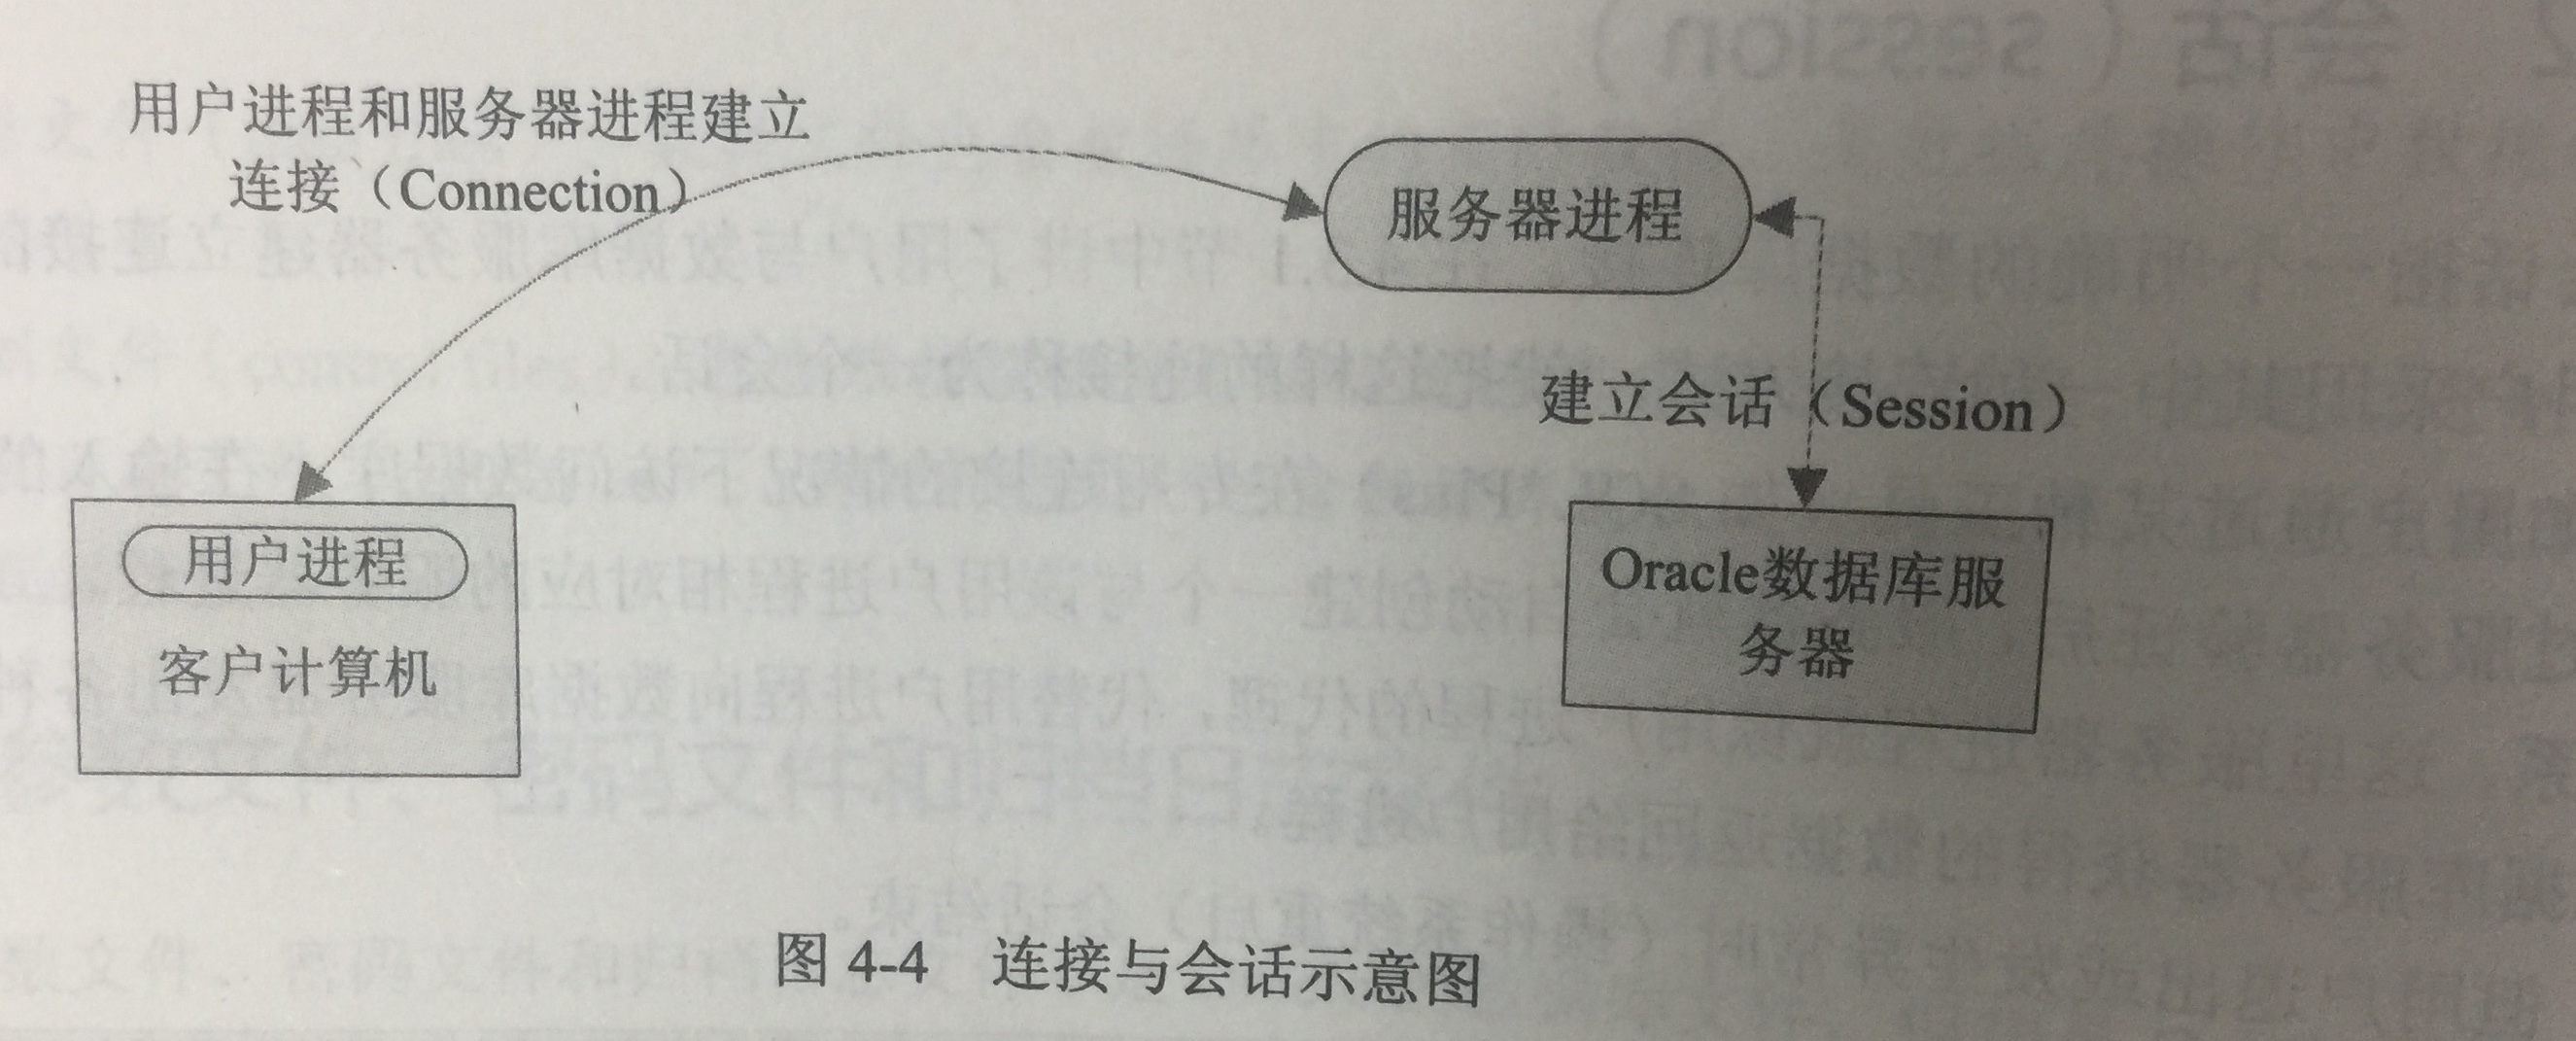 用户进程和服务器进程建立
连接（Connection）
服务器进程
建立会话（Session）
用户进程
客户计算机
Oracle数据库服
务器
图 4-4 连接与会话示意图